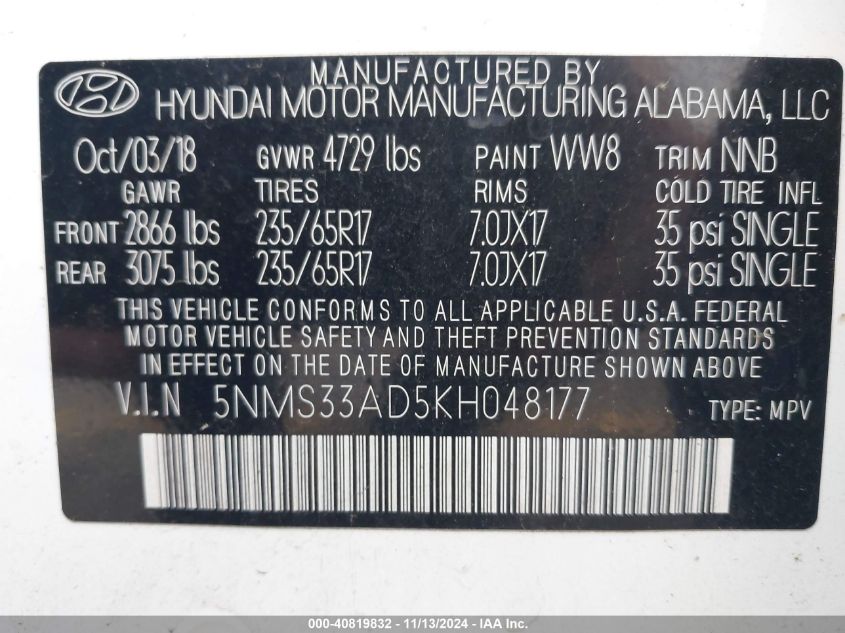 MANUFACTURED BY
HYUNDAI MOTOR MANUFACTURING ALABAMA, LLC
Oct/03/18 GVWR 4729 lbs PAINT WW8 TRIM NNB
GAWR TIRES RIMS COLD TIRE INFL
FRONT 2866 lbs 235/65R17 7.0JX17 35 psi SINGLE
REAR 3075 lbs 235/65R17 7.0JX17 35 psi SINGLE
THIS VEHICLE CONFORMS TO ALL APPLICABLE U.S.A. FEDERAL
MOTOR VEHICLE SAFETY AND THEFT PREVENTION STANDARDS
IN EFFECT ON THE DATE OF MANUFACTURE SHOWN ABOVE.
V.I.N 5NMS33AD5KH048177 TYPE: MPV
000-40819832 - 11/13/2024 - IAA Inc.